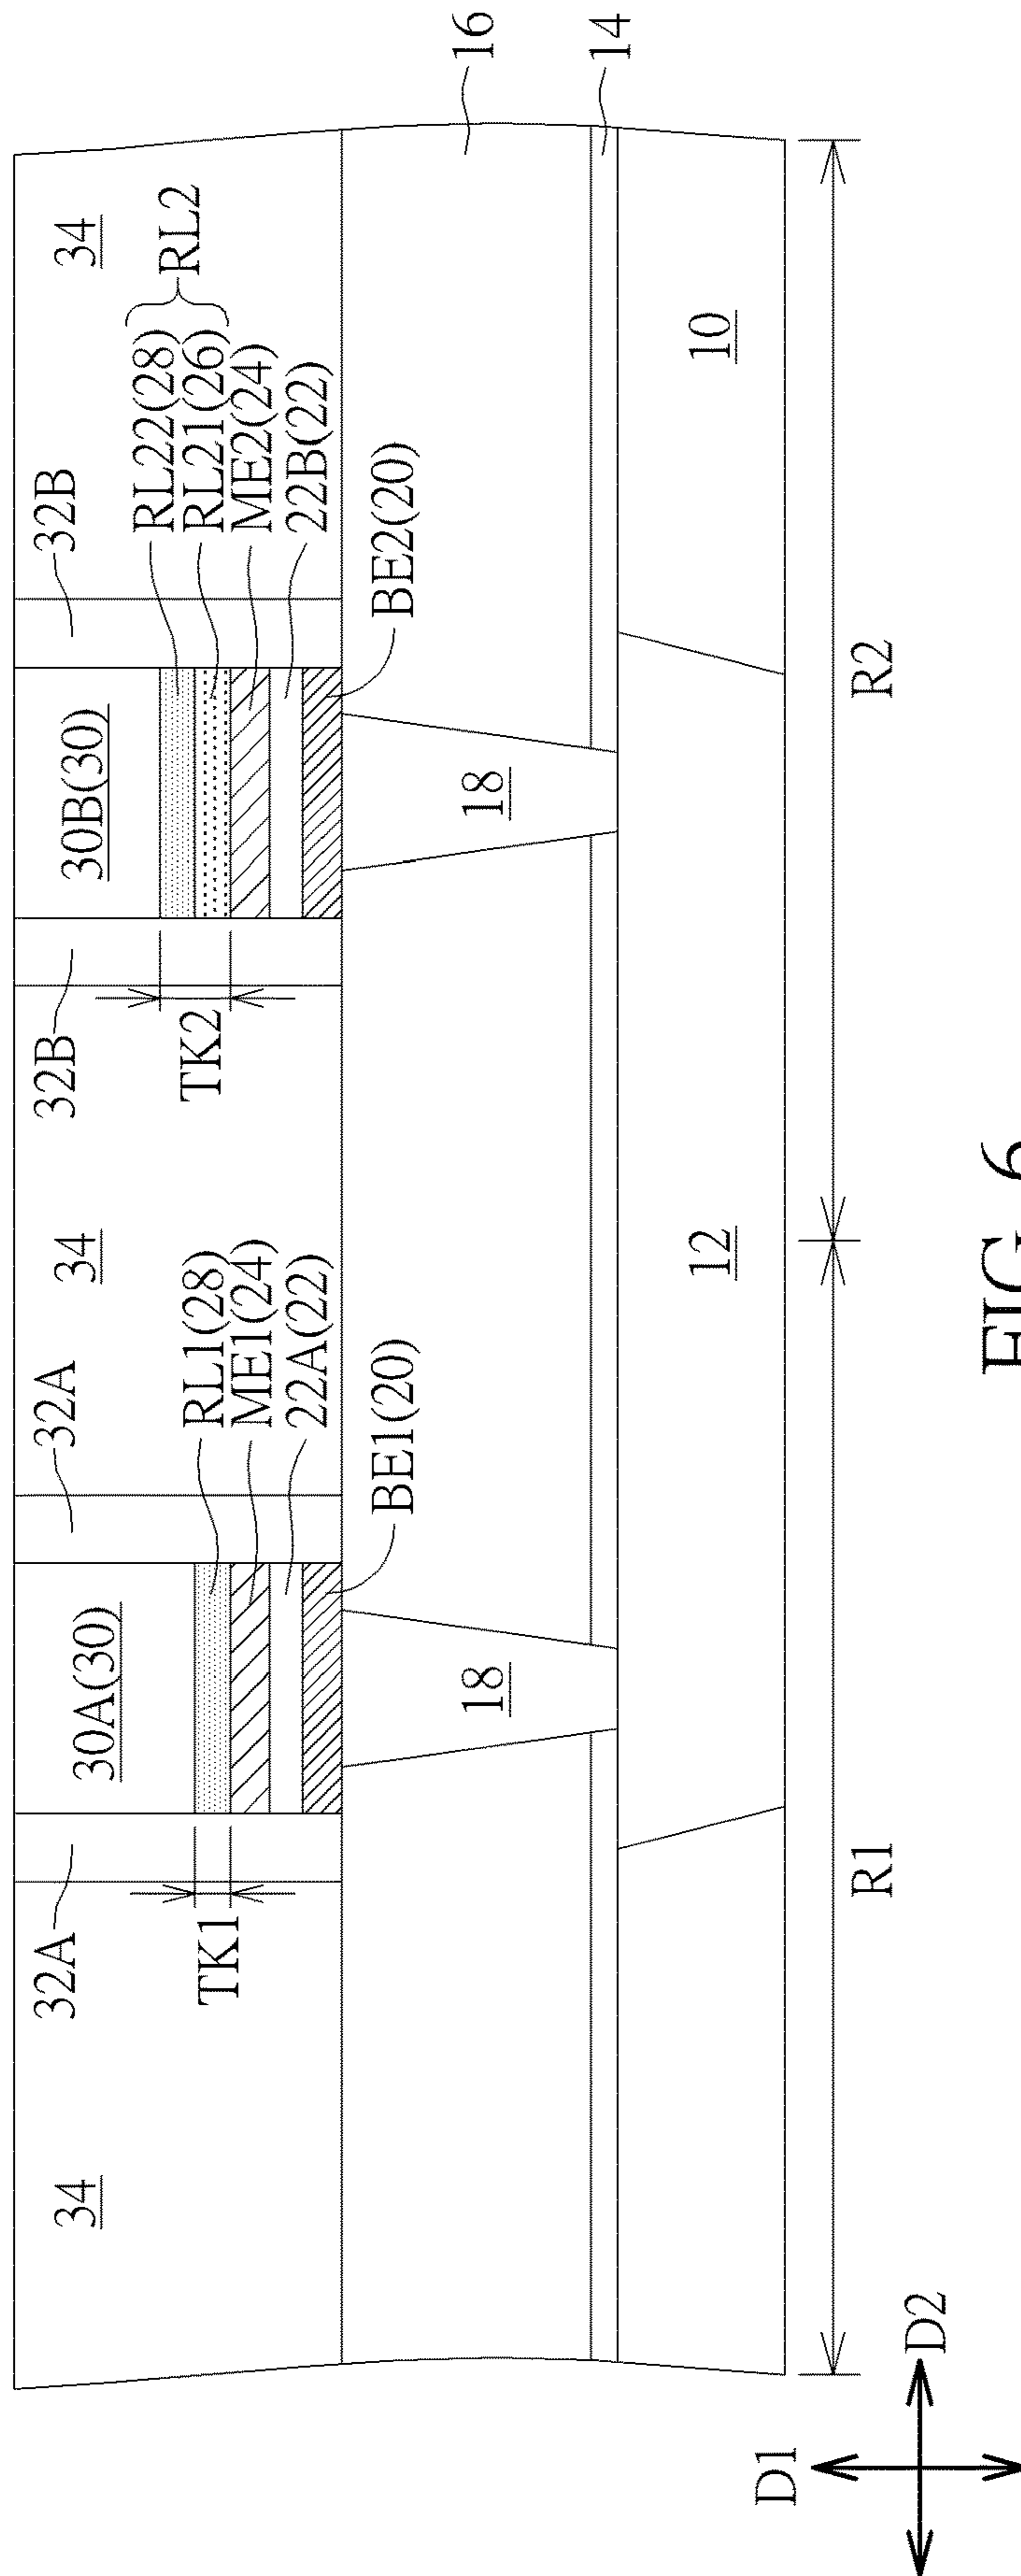 34
32A
30A(30)
32A
34
32B
30B(30)
32B
34
RL22(28)
RL21(26)
RL2
ME2(24)
22B(22)
BE2(20)
TK1
RL1(28)
ME1(24)
22A(22)
BE1(20)
TK2
18
18
16
14
12
10
R1
R2
D1
D2
FIG. 6